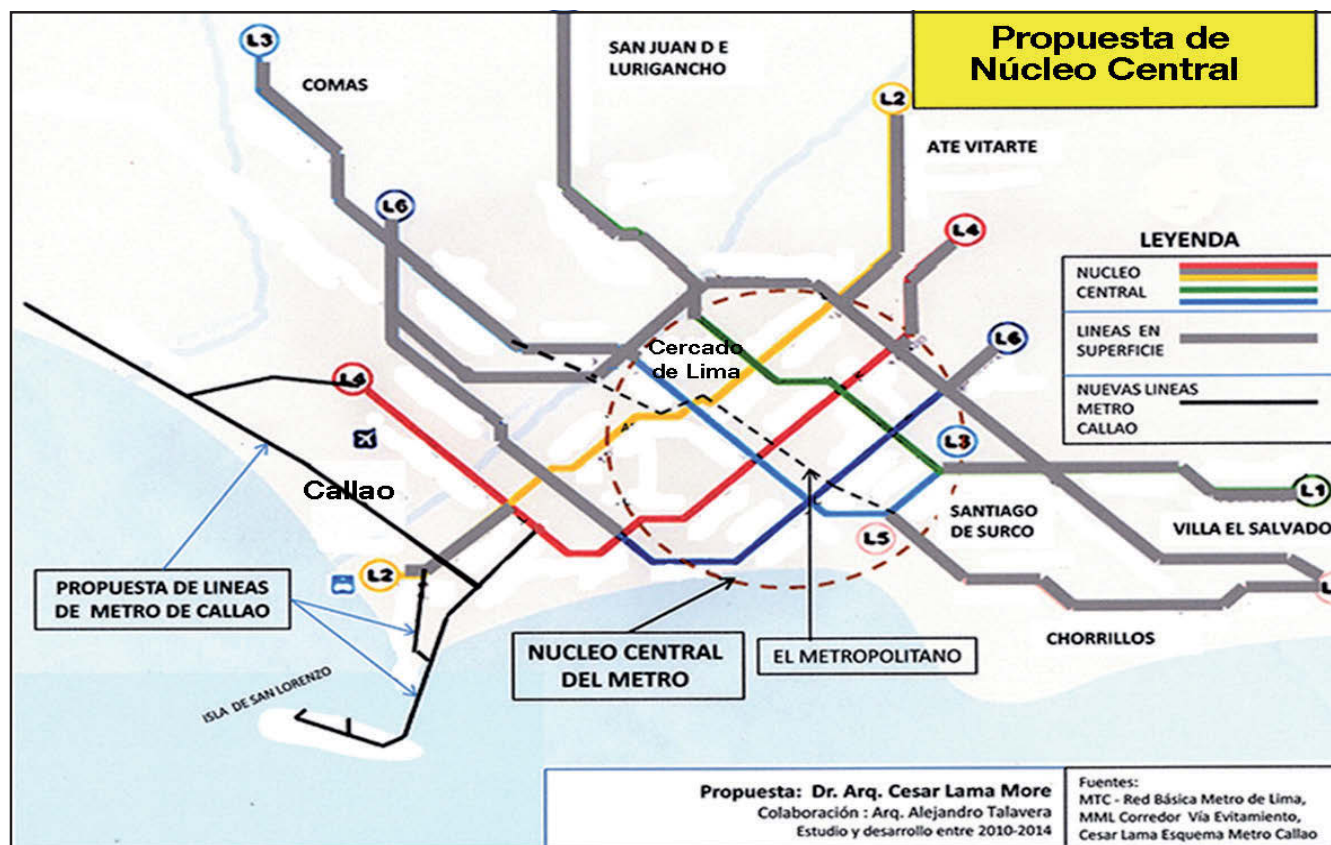 Propuesta de
Núcleo Central
L3
COMAS
SAN JUAN D E
LURIGANCHO
L2
ATE VITARTE
L6
L4
LEYENDA
NUCLEO
CENTRAL
LINEAS EN
SUPERFICIE
NUEVAS LINEAS
METRO
CALLAO
L6
Cercado
de Lima
L4
L3
Callao
L1
SANTIAGO
DE SURCO
VILLA EL SALVADO
L5
L2
PROPUESTA DE LINEAS
DE METRO DE CALLAO
NUCLEO CENTRAL
DEL METRO
EL METROPOLITANO
CHORRILLOS
ISLA DE SAN LORENZO
Propuesta: Dr. Arq. Cesar Lama More
Colaboración : Arq. Alejandro Talavera
Estudio y desarrollo entre 2010-2014
Fuentes:
MTC - Red Básica Metro de Lima,
MML Corredor Vía Evitamiento,
Cesar Lama Esquema Metro Callao